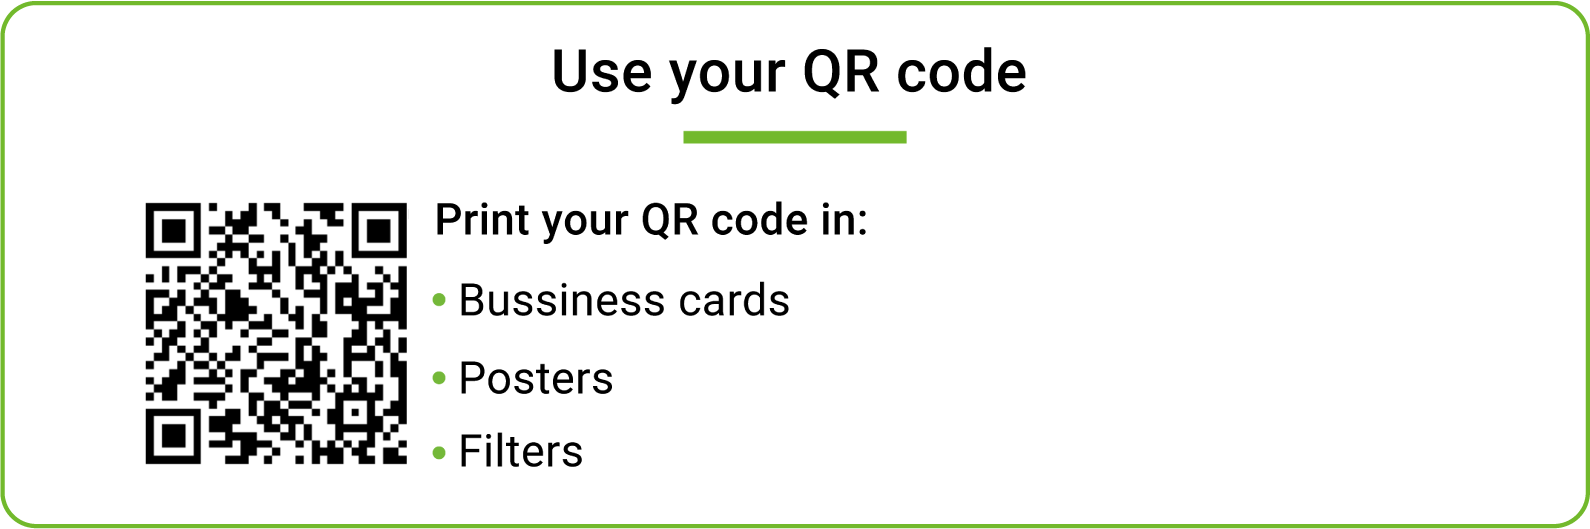 Use your QR code
Print your QR code in:
• Bussiness cards
• Posters
• Filters